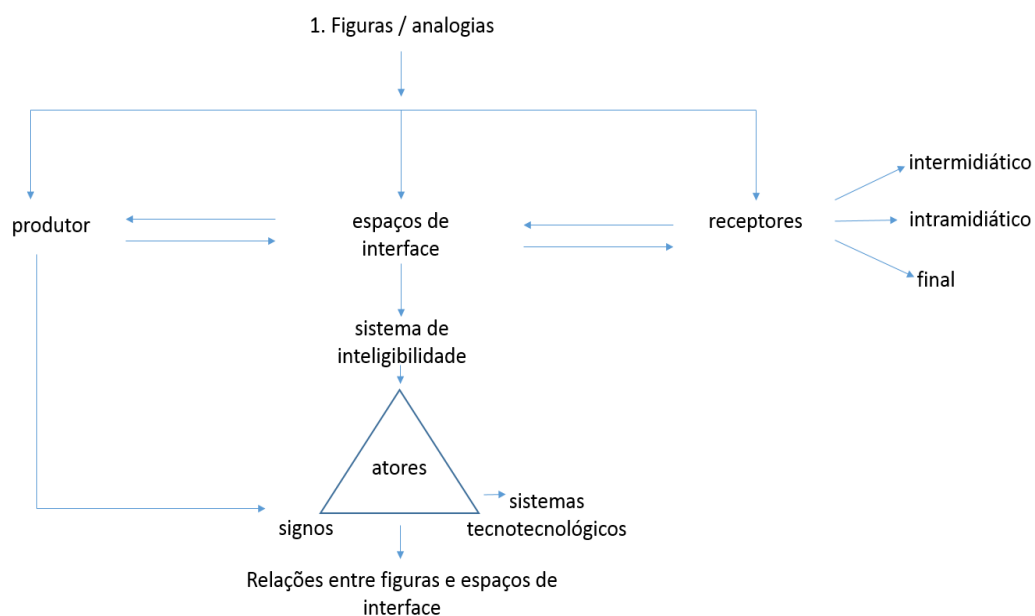 1. Figuras / analogias
intermidiático
produtor
espaços de
interface
receptores
intramidiático
final
sistema de
inteligibilidade
atores
signos
sistemas
tecnotecnológicos
Relações entre figuras e espaços de
interface